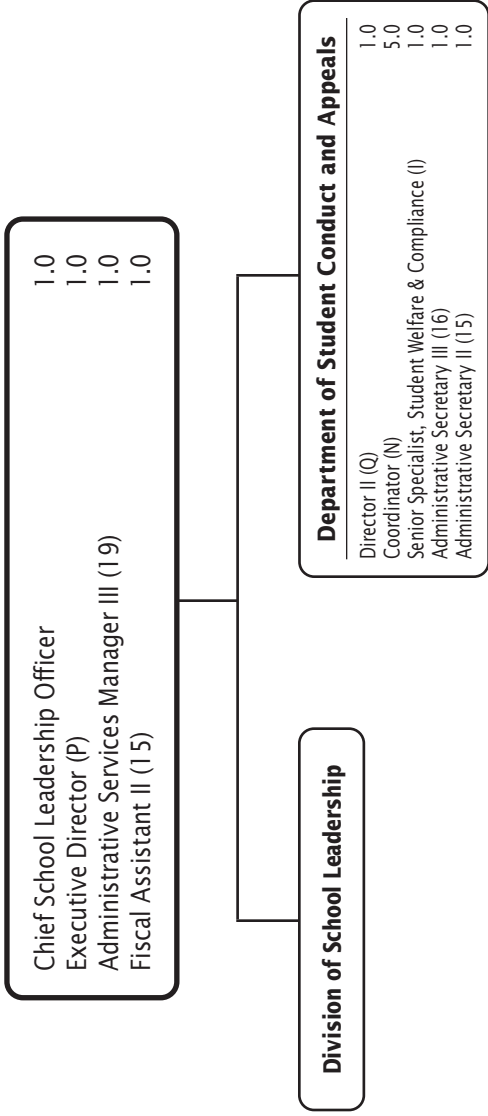 Chief School Leadership Officer 1.0
Executive Director (P) 1.0
Administrative Services Manager III (19) 1.0
Fiscal Assistant II (15) 1.0
Division of School Leadership
Department of Student Conduct and Appeals
Director II (Q) 1.0
Coordinator (N) 5.0
Senior Specialist, Student Welfare & Compliance (I) 1.0
Administrative Secretary III (16) 1.0
Administrative Secretary II (15) 1.0